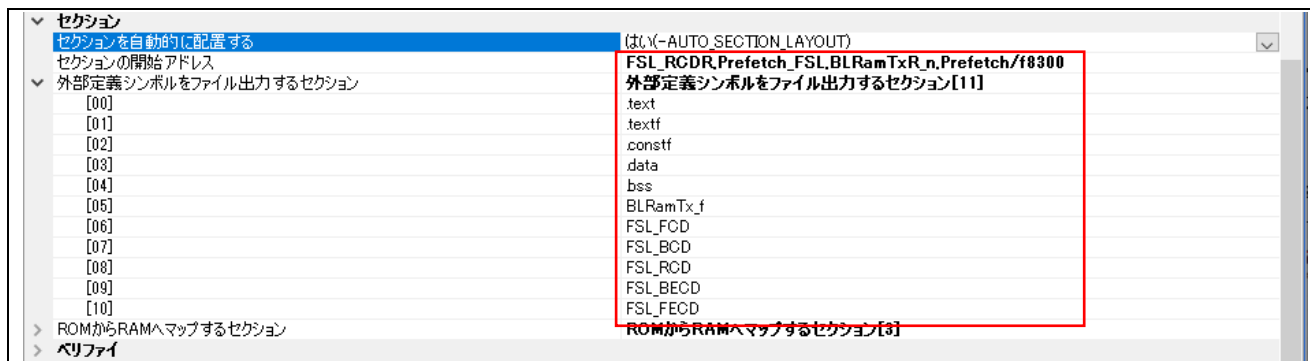 セクション
セクションを自動的に配置する はい(-AUTO_SECTION_LAYOUT)
セクションの開始アドレス FSL_RCDR,Prefetch_FSL,BLRamTxR_n,Prefetch/f8300
外部定義シンボルをファイル出力するセクション 外部定義シンボルをファイル出力するセクション[11]
[00] .text
[01] .textf
[02] .constf
[03] .data
[04] .bss
[05] BLRamTx_f
[06] FSL_FCD
[07] FSL_BCD
[08] FSL_RCD
[09] FSL_BECD
[10] FSL_FECD
ROMからRAMへマップするセクション ROMからRAMへマップするセクション[3]
ベリファイ